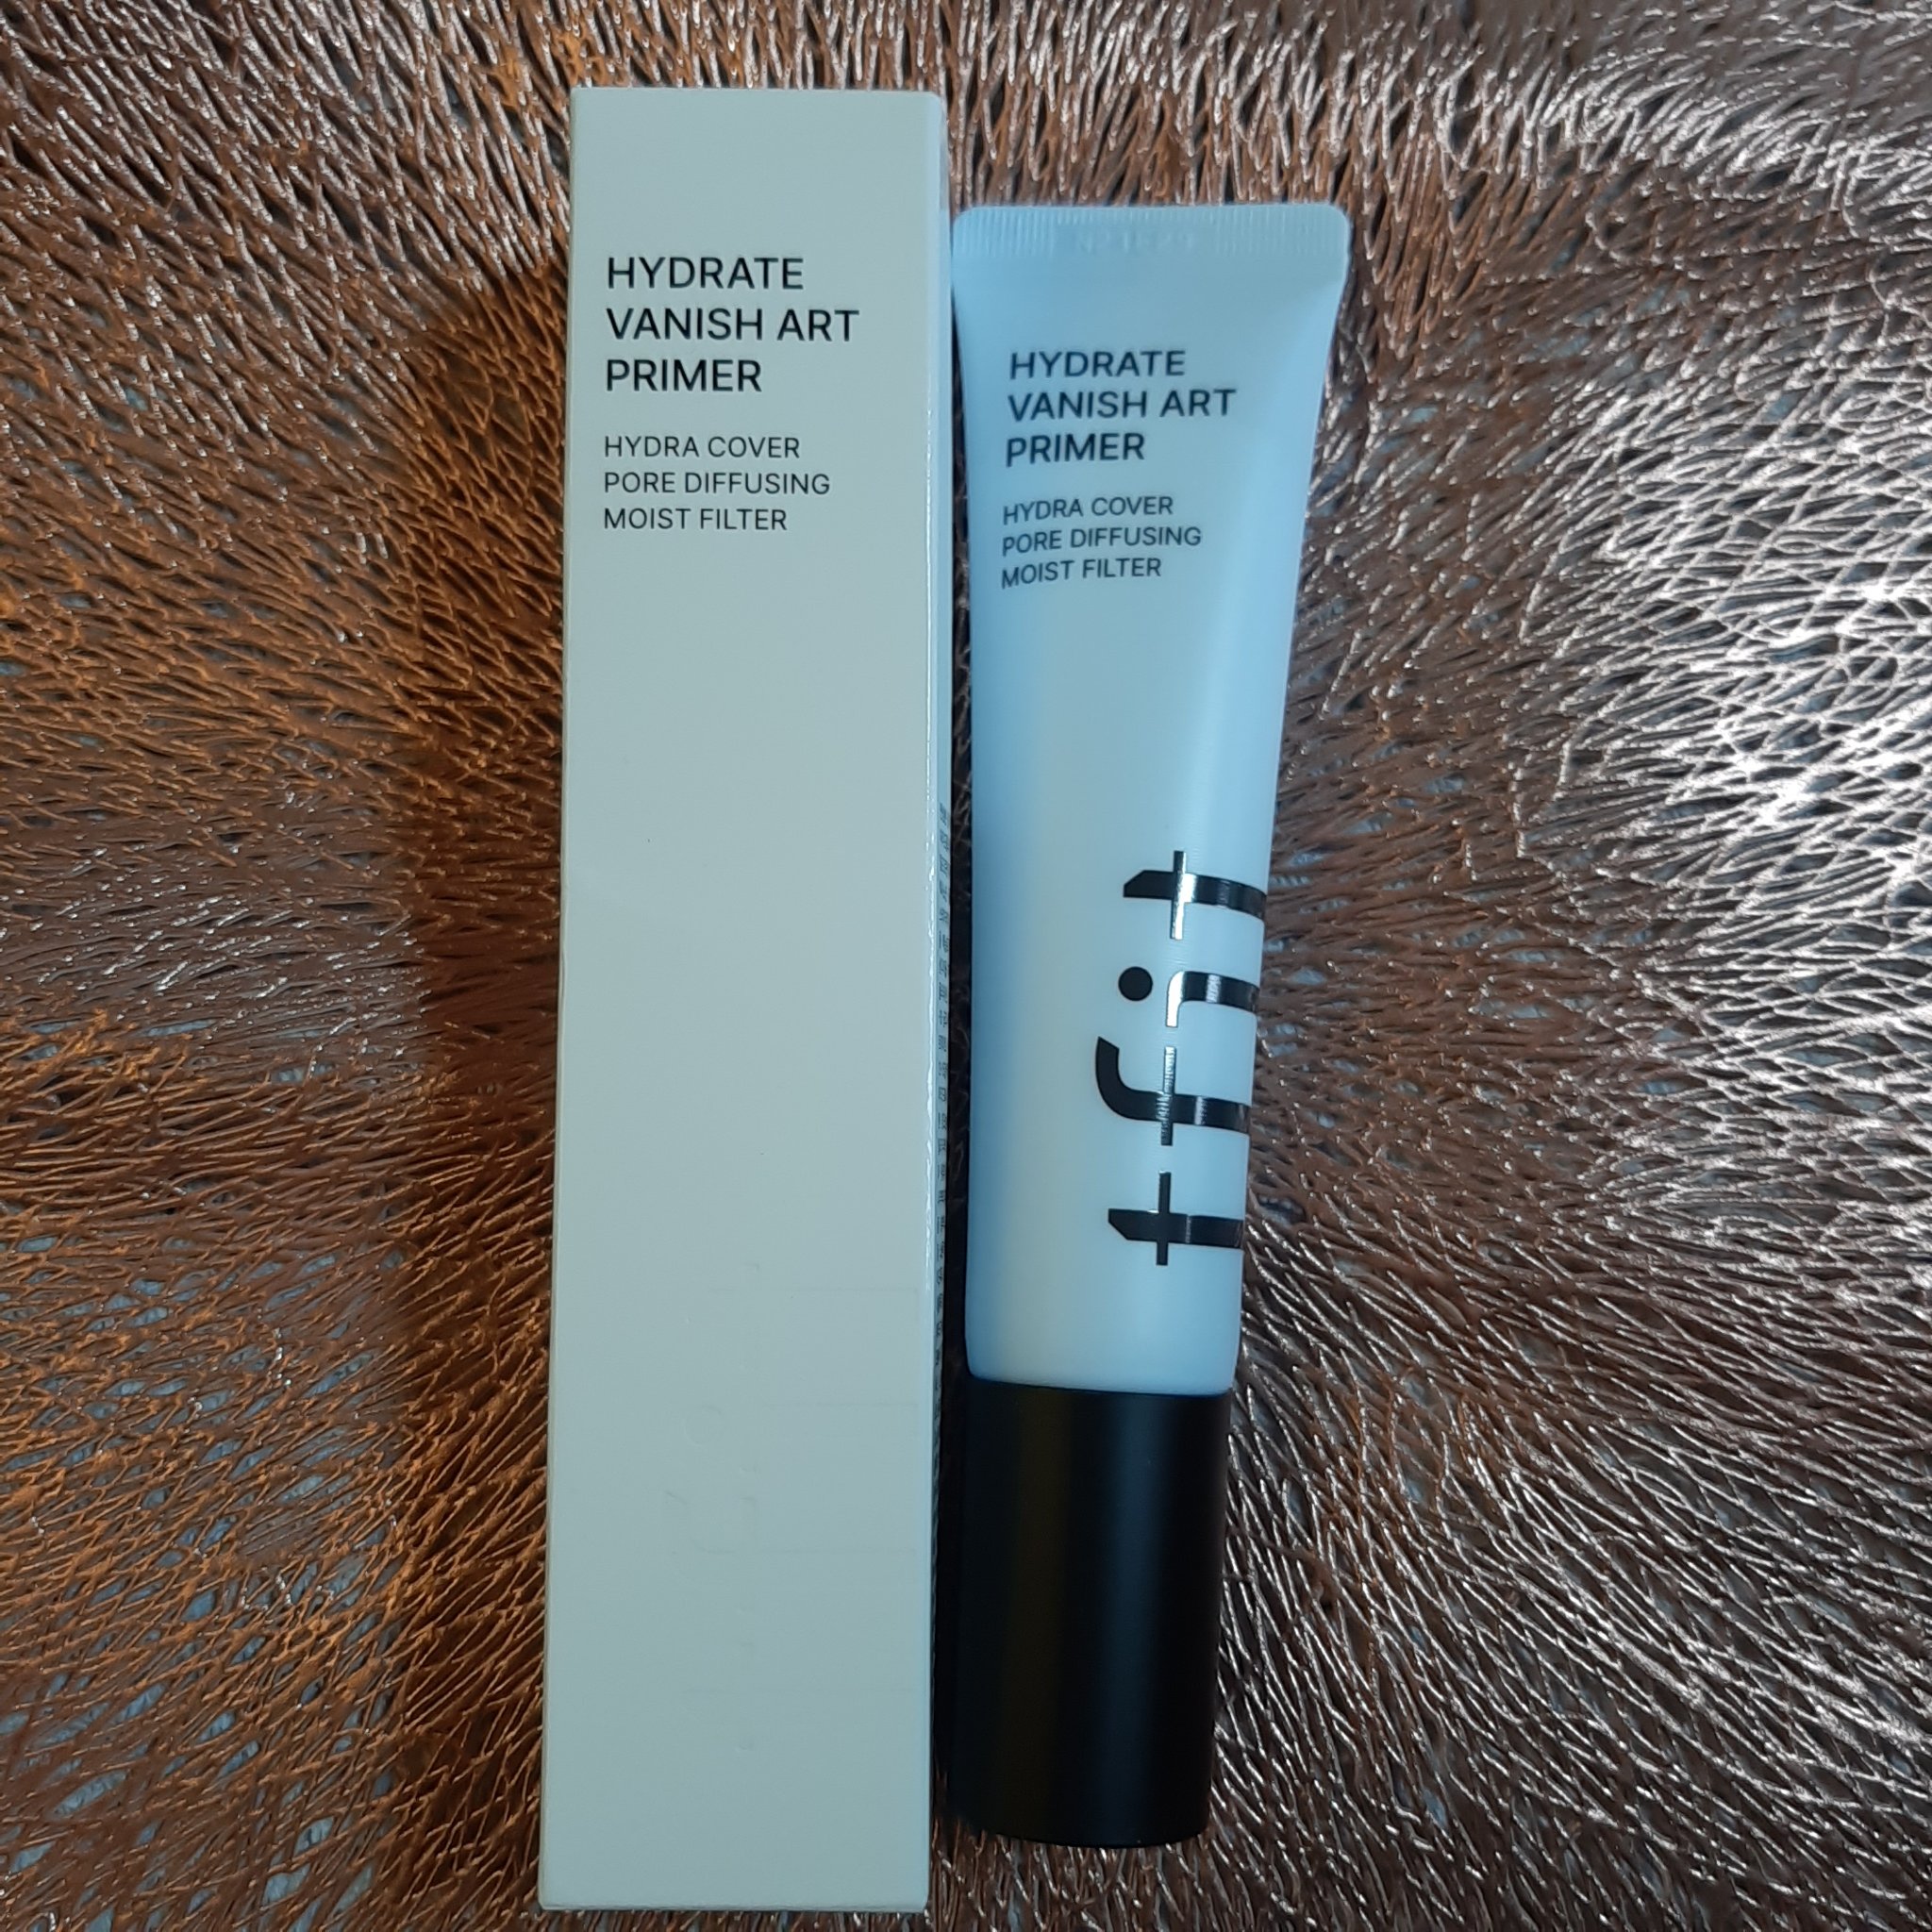 HYDRATE
VANISH ART
PRIMER
HYDRA COVER
PORE DIFFUSING
MOIST FILTER
HYDRATE
VANISH ART
PRIMER
HYDRA COVER
PORE DIFFUSING
MOIST FILTER
tfit